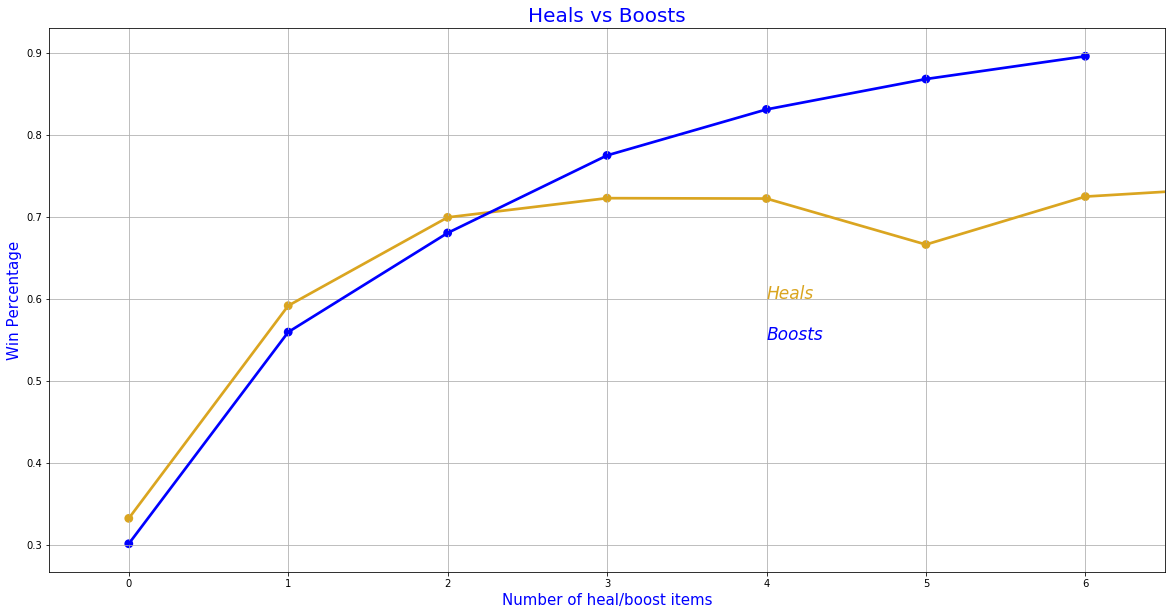 Heals vs Boosts
Win Percentage
0.9
0.8
0.7
0.6
0.5
0.4
0.3
Heals
Boosts
0 1 2 3 4 5 6
Number of heal/boost items